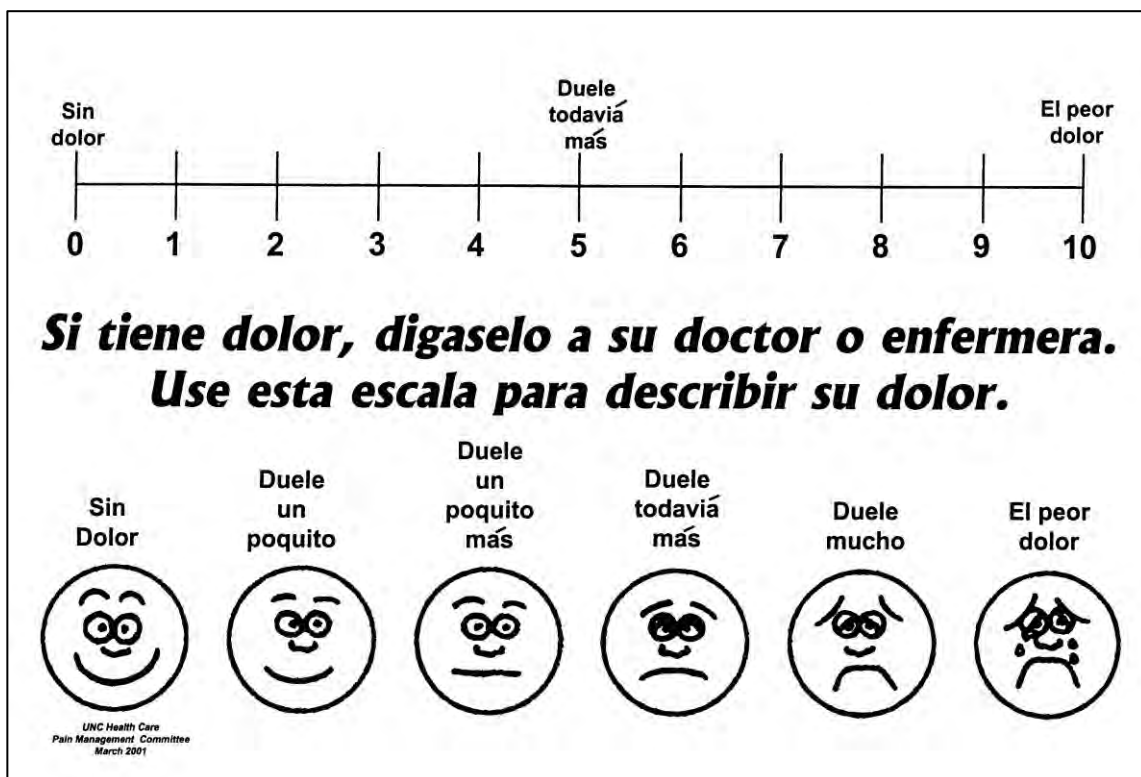 Sin
dolor
Duele
todaviá
más
El peor
dolor
0 1 2 3 4 5 6 7 8 9 10
Si tiene dolor, digaselo a su doctor o enfermera.
Use esta escala para describir su dolor.
Sin
Dolor
Duele
un
poquito
Duele
un
poquito
más
Duele
todaviá
más
Duele
mucho
El peor
dolor
UNC Health Care
Pain Management Committee
March 2001